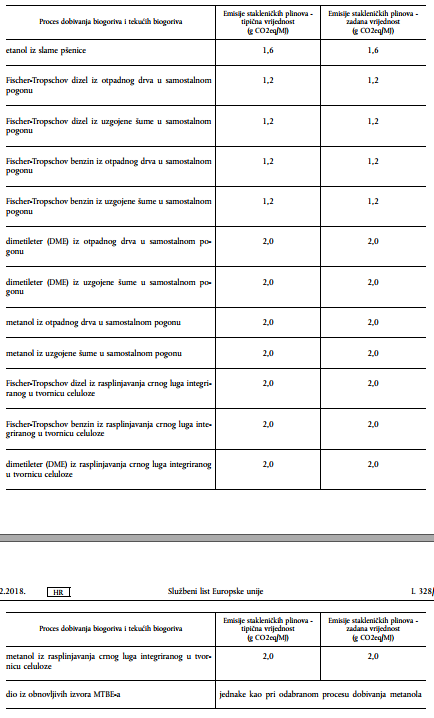 Proces dobivanja biogoriva i tekućih biogoriva
Emisije stakleničkih plinova -
tipična vrijednost
(g CO2eq/MJ)
Emisije stakleničkih plinova -
zadana vrijednost
(g CO2eq/MJ)
etanol iz slame pšenice 1,6 1,6
Fischer-Tropschov dizel iz otpadnog drva u samostalnom
pogonu
1,2 1,2
Fischer-Tropschov dizel iz uzgojene šume u samostalnom
pogonu
1,2 1,2
Fischer-Tropschov benzin iz otpadnog drva u samostalnom
pogonu
1,2 1,2
Fischer-Tropschov benzin iz uzgojene šume u samostalnom
pogonu
1,2 1,2
dimetileter (DME) iz otpadnog drva u samostalnom po-
gonu
2,0 2,0
dimetileter (DME) iz uzgojene šume u samostalnom po-
gonu
2,0 2,0
metanol iz otpadnog drva u samostalnom pogonu 2,0 2,0
metanol iz uzgojene šume u samostalnom pogonu 2,0 2,0
Fischer-Tropschov dizel iz rasplinjavanja crnog luga integri-
ranog u tvornicu celuloze
2,0 2,0
Fischer-Tropschov benzin iz rasplinjavanja crnog luga inte-
griranog u tvornicu celuloze
2,0 2,0
dimetileter (DME) iz rasplinjavanja crnog luga integriranog
u tvornicu celuloze
2,0 2,0
2.2018. HR Službeni list Europske unije L 328/
Proces dobivanja biogoriva i tekućih biogoriva
Emisije stakleničkih plinova -
tipična vrijednost
(g CO2eq/MJ)
Emisije stakleničkih plinova -
zadana vrijednost
(g CO2eq/MJ)
metanol iz rasplinjavanja crnog luga integriranog u tvor-
nicu celuloze
2,0 2,0
dio iz obnovljivih izvora MTBE-a jednake kao pri odabranom procesu dobivanja metanola